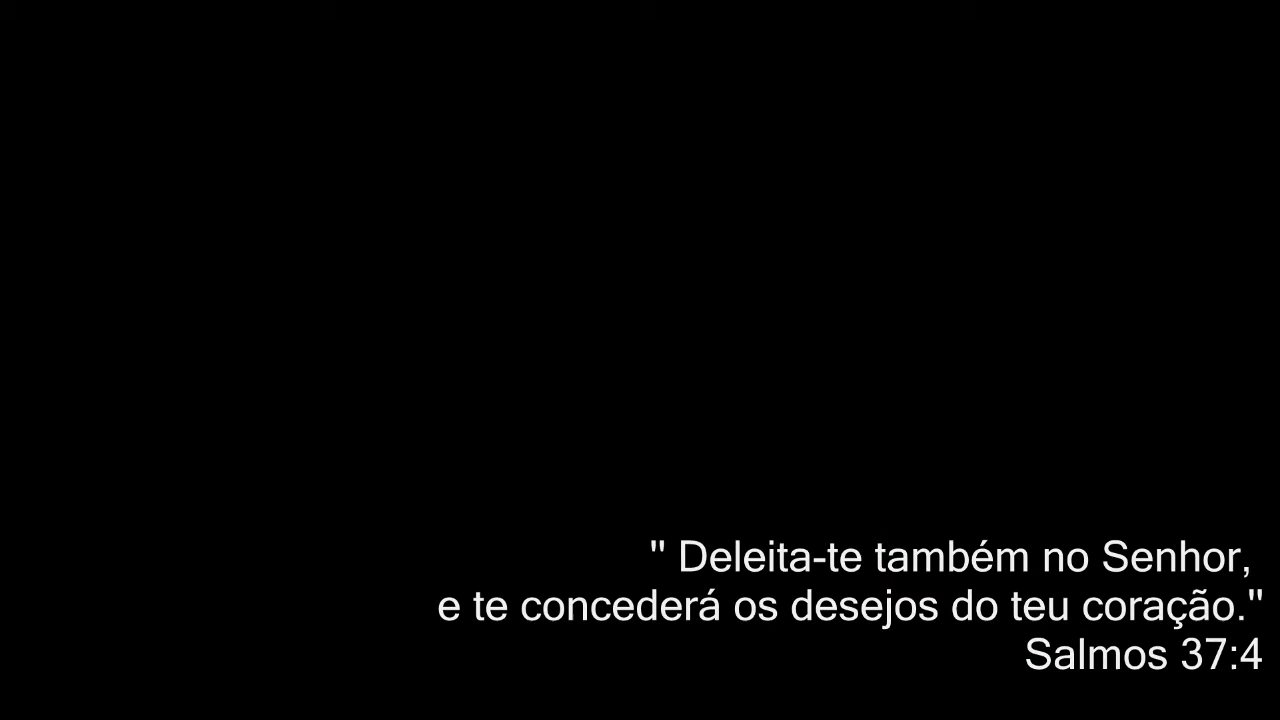 " Deleita-te também no Senhor,
e te concederá os desejos do teu coração."
Salmos 37:4